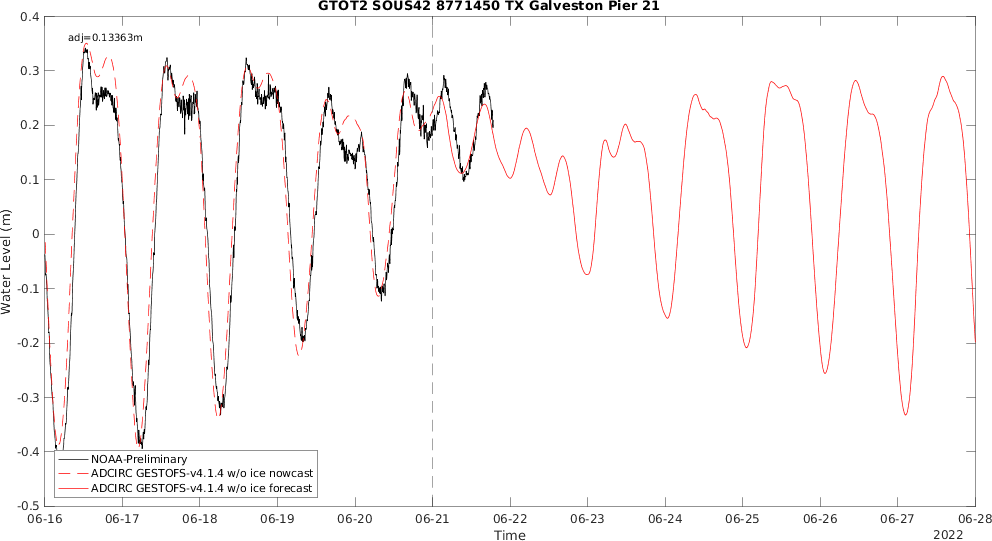 GTOT2 SOUS42 8771450 TX Galveston Pier 21
adj=0.13363m
0.4
0.3
0.2
0.1
0
-0.1
-0.2
-0.3
-0.4
-0.5
Water Level (m)
NOAA-Preliminary
ADCIRC GESTOFS-v4.1.4 w/o ice nowcast
ADCIRC GESTOFS-v4.1.4 w/o ice forecast
06-16 06-17 06-18 06-19 06-20 06-21 06-22 06-23 06-24 06-25 06-26 06-27 06-28
Time
2022